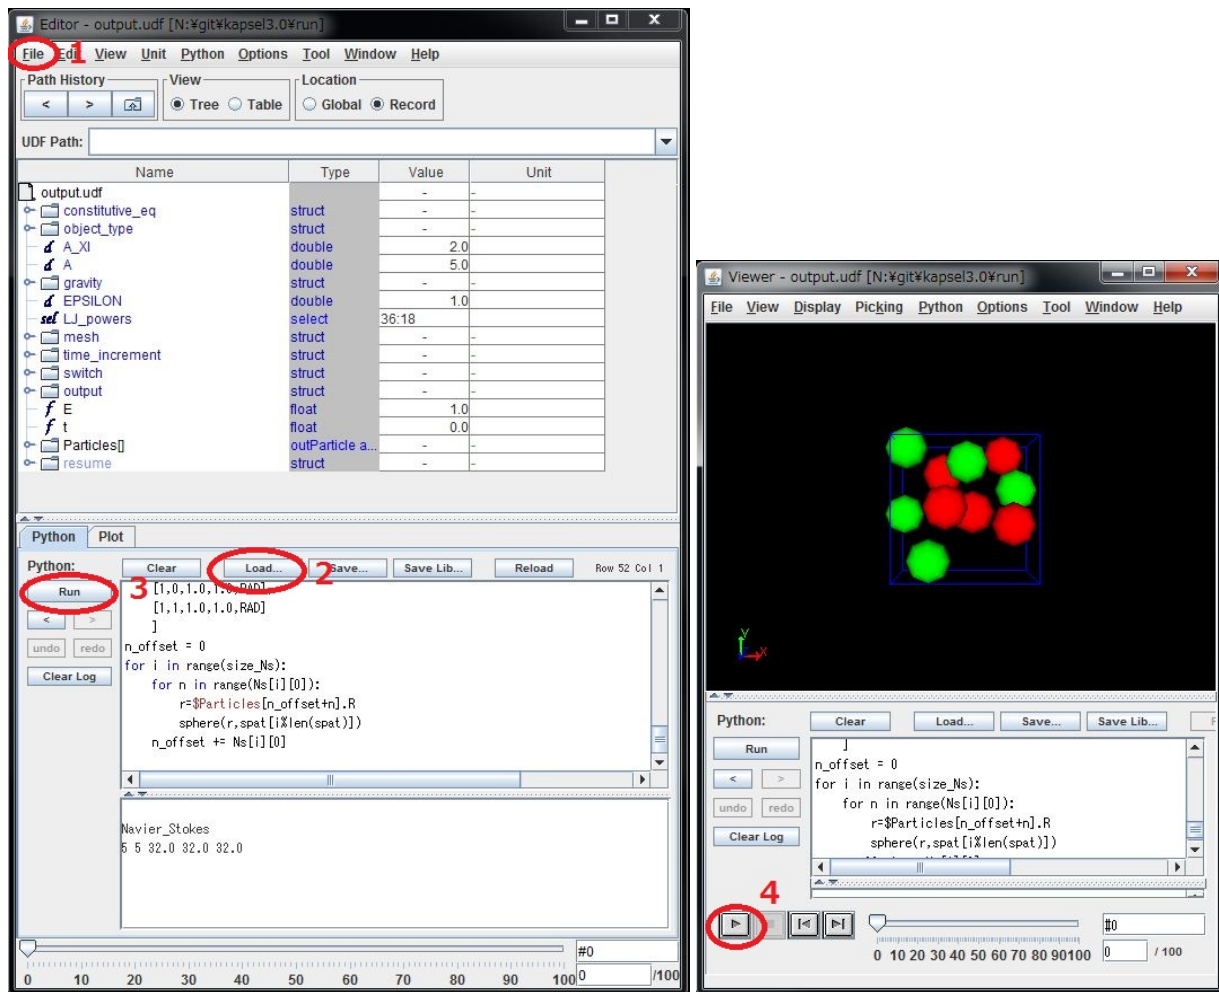 Editor - output.udf [N:¥git¥kapsel3.0¥run]
File Edit View Unit Python Options Tool Window Help
1
Path History View Location
< > Tree Table Global Record
UDF Path:
Name Type Value Unit
output.udf - -
constitutive_eq struct - -
object_type struct - -
d A_XI double 2.0
d A double 5.0
gravity struct - -
d EPSILON double 1.0
sel LJ_powers select 36:18
mesh struct - -
time_increment struct - -
switch struct - -
output struct - -
f E float 1.0
f t float 0.0
Particles[] outParticle a... - -
resume struct - -
Python Plot
Python: Clear Load... 2 Save... Save Lib... Reload Row 52 Col 1
Run 3
< >
undo redo
Clear Log
[1,0,1.0,1.0,RAD],
[1,1,1.0,1.0,RAD]
]
n_offset = 0
for i in range(size_Ns):
for n in range(Ns[i][0]):
r=$Particles[n_offset+n].R
sphere(r,spat[i%len(spat)])
n_offset += Ns[i][0]
Navier_Stokes
5 5 32.0 32.0 32.0
#0
0 10 20 30 40 50 60 70 80 90 100 0 /100
Viewer - output.udf [N:¥git¥kapsel3.0¥run]
File View Display Picking Python Options Tool Window Help
Y
X
Python: Clear Load... Save... Save Lib...
Run
< >
undo redo
Clear Log
]
n_offset = 0
for i in range(size_Ns):
for n in range(Ns[i][0]):
r=$Particles[n_offset+n].R
sphere(r,spat[i%len(spat)])
4
#0
0 10 20 30 40 50 60 70 80 90100 0 / 100